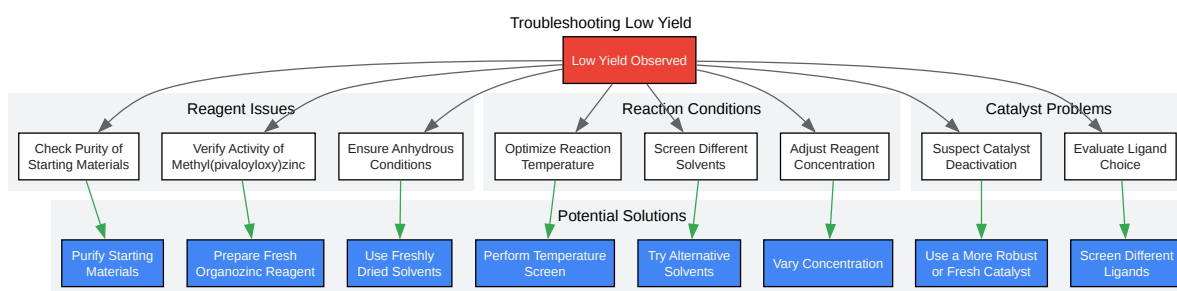 Troubleshooting Low Yield
Low Yield Observed
Reagent Issues
Reaction Conditions
Catalyst Problems
Check Purity of
Starting Materials
Verify Activity of
Methyl(pivaloyloxy)zinc
Ensure Anhydrous
Conditions
Optimize Reaction
Temperature
Screen Different
Solvents
Adjust Reagent
Concentration
Suspect Catalyst
Deactivation
Evaluate Ligand
Choice
Potential Solutions
Purify Starting
Materials
Prepare Fresh
Organozinc Reagent
Use Freshly
Dried Solvents
Perform Temperature
Screen
Try Alternative
Solvents
Vary Concentration
Use a More Robust
or Fresh Catalyst
Screen Different
Ligands